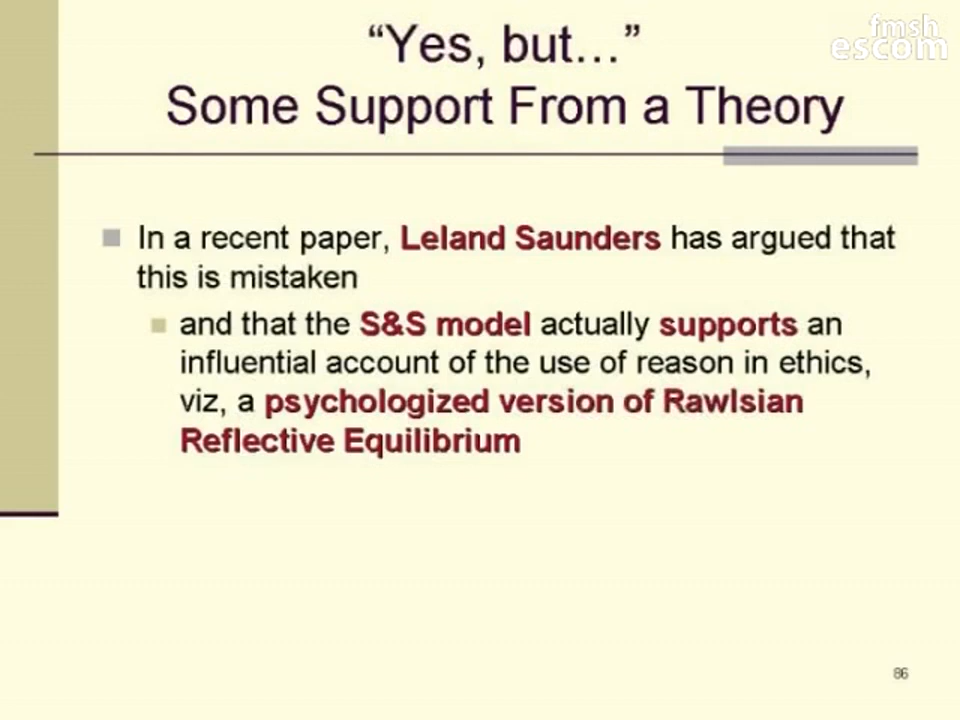 fmsh
escom
“Yes, but…”
Some Support From a Theory
In a recent paper, Leland Saunders has argued that
this is mistaken
and that the S&S model actually supports an
influential account of the use of reason in ethics,
viz, a psychologized version of Rawlsian
Reflective Equilibrium
86